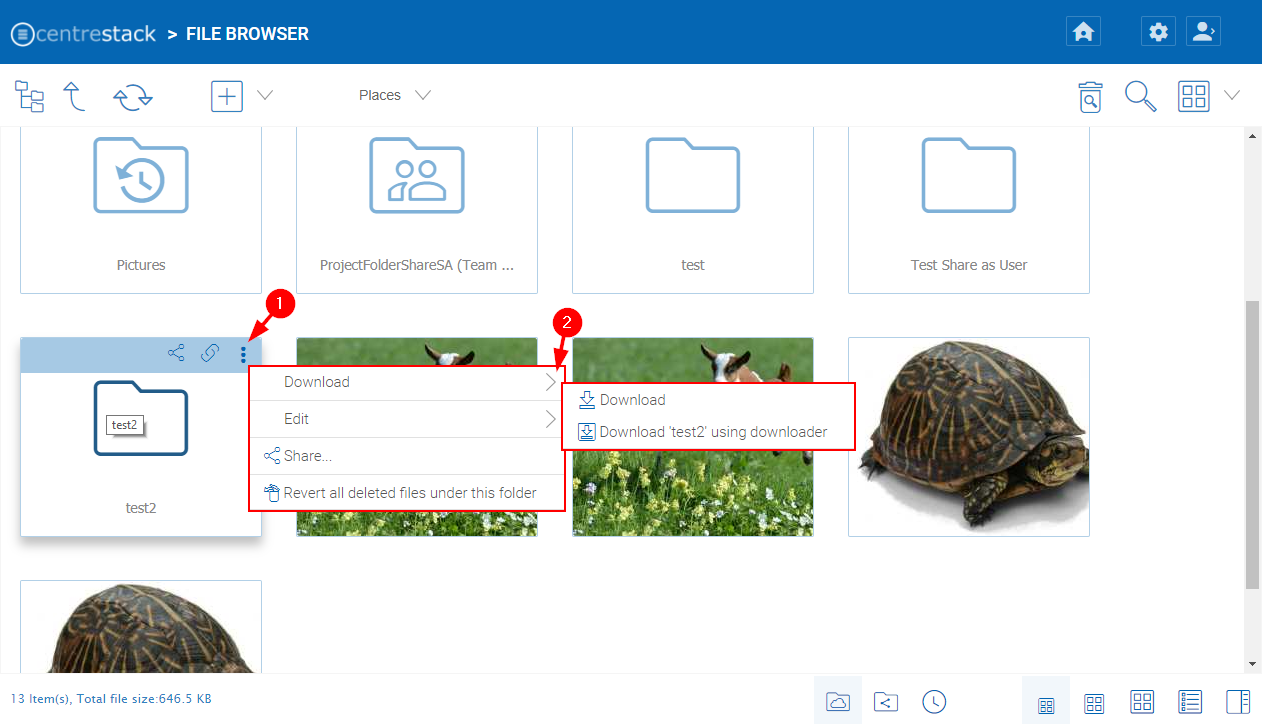 centrestack > FILE BROWSER
Places
Pictures
ProjectFolderShareSA (Team ...
test
Test Share as User
1
2
Download
Edit
Share...
Revert all deleted files under this folder
Download
Download 'test2' using downloader
test2
test2
13 Item(s), Total file size:646.5 KB